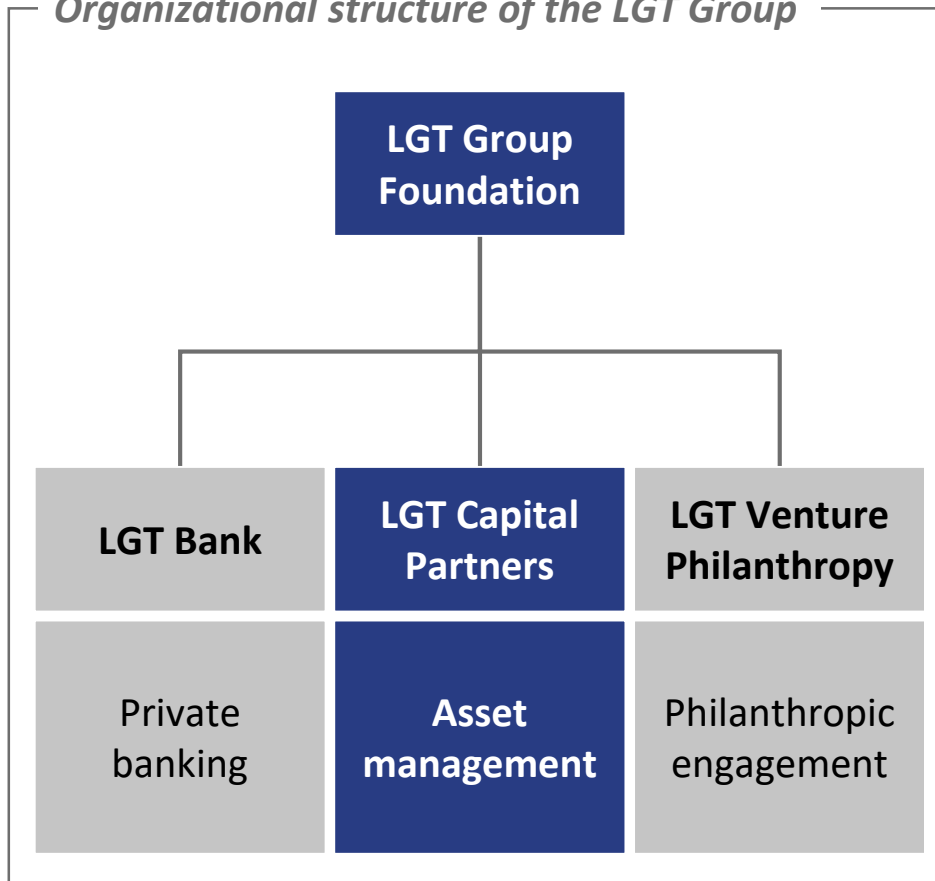 Organizational structure of the LGT Group
LGT Group
Foundation
LGT Bank
LGT Capital
Partners
LGT Venture
Philanthropy
Private
banking
Asset
management
Philanthropic
engagement